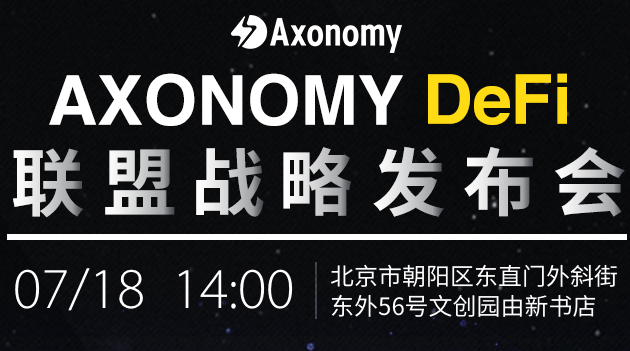 Axonomy
AXONOMY DeFi
联盟战略发布会
07/18 14:00
北京市朝阳区东直门外斜街
东外56号文创园由新书店